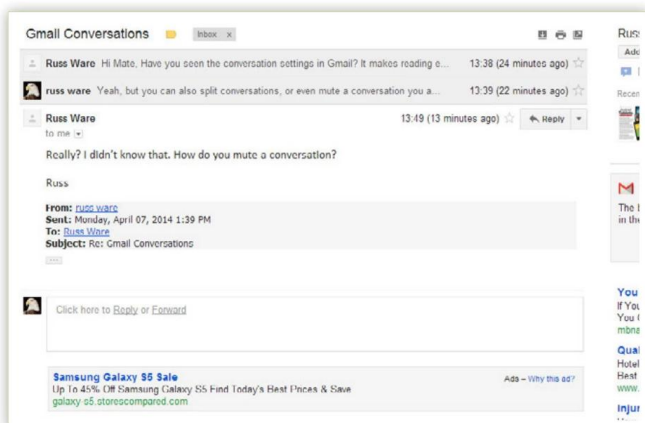 Gmail Conversations Inbox x
Russ Ware Hi Mate, Have you seen the conversation settings in Gmail? It makes reading e... 13:38 (24 minutes ago)
russ ware Yeah, but you can also split conversations, or even mute a conversation you a... 13:39 (22 minutes ago)
Russ Ware 13:49 (13 minutes ago) Reply
to me
Really? I didn't know that. How do you mute a conversation?
Russ
From: russ ware
Sent: Monday, April 07, 2014 1:39 PM
To: Russ Ware
Subject: Re: Gmail Conversations
Click here to Reply or Forward
Samsung Galaxy S5 Sale Ads – Why this ad?
Up To 45% Off Samsung Galaxy S5 Find Today's Best Prices & Save
galaxy-s5.storescompared.com
Russ
Add
Recen
The b
in the
You
If You
You C
mbna
Qual
Hotel
Best
www.
Injur